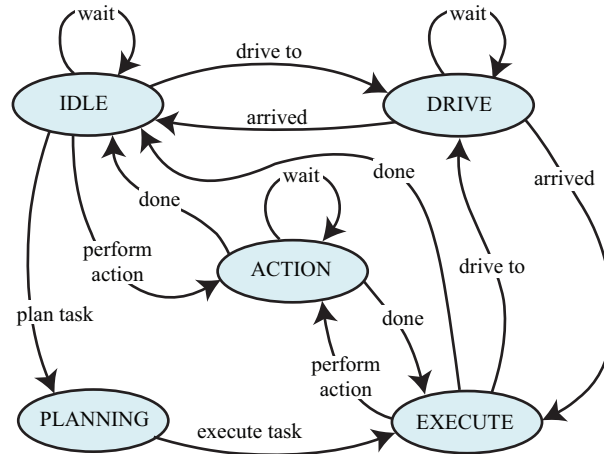 wait
wait
drive to
IDLE
DRIVE
arrived
done
wait
arrived
done
perform
action
ACTION
drive to
plan task
done
perform
action
PLANNING
execute task
EXECUTE